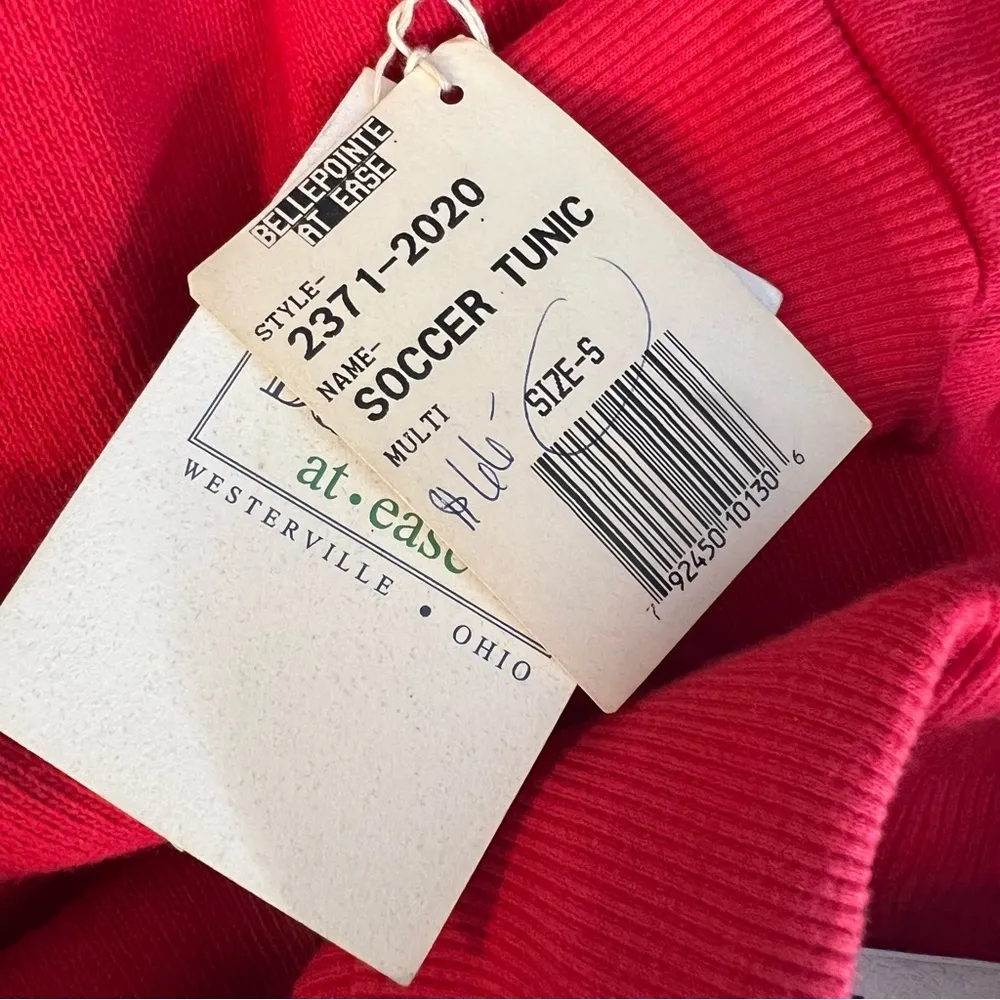 BELLEPOINTE
AT EASE
STYLE-
2371-2020
NAME-
SOCCER TUNIC
MULTI
SIZE-S
7 92450 10130 6
at·ease
WESTERVILLE • OHIO